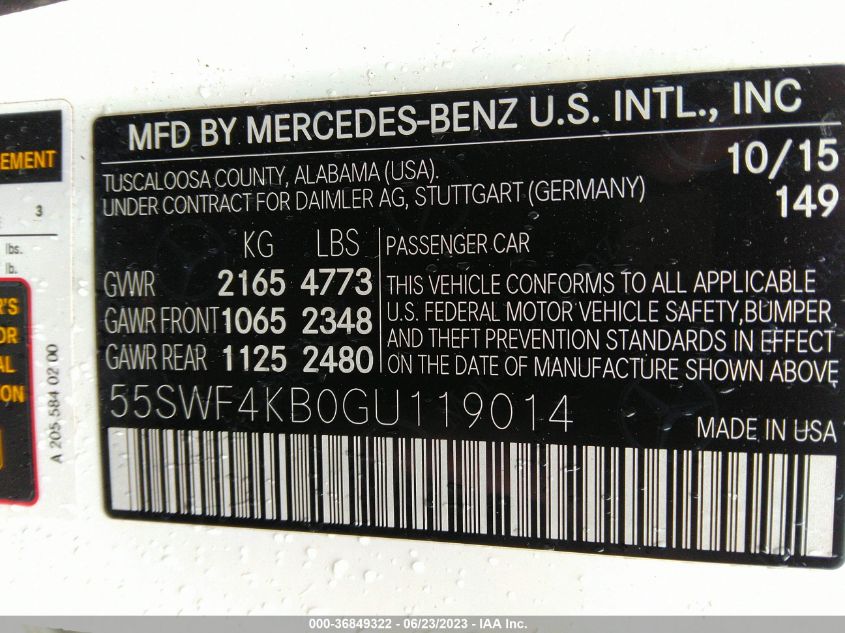 MFD BY MERCEDES-BENZ U.S. INTL., INC
TUSCALOOSA COUNTY, ALABAMA (USA). 10/15
UNDER CONTRACT FOR DAIMLER AG, STUTTGART (GERMANY) 149
KG LBS PASSENGER CAR
GVWR 2165 4773 THIS VEHICLE CONFORMS TO ALL APPLICABLE
GAWR FRONT 1065 2348 U.S. FEDERAL MOTOR VEHICLE SAFETY,BUMPER
AND THEFT PREVENTION STANDARDS IN EFFECT
GAWR REAR 1125 2480 ON THE DATE OF MANUFACTURE SHOWN ABOVE
55SWF4KB0GU119014
MADE IN USA
3
lbs.
lb.
A 205 584 02 00
000-36849322 - 06/23/2023 - IAA Inc.